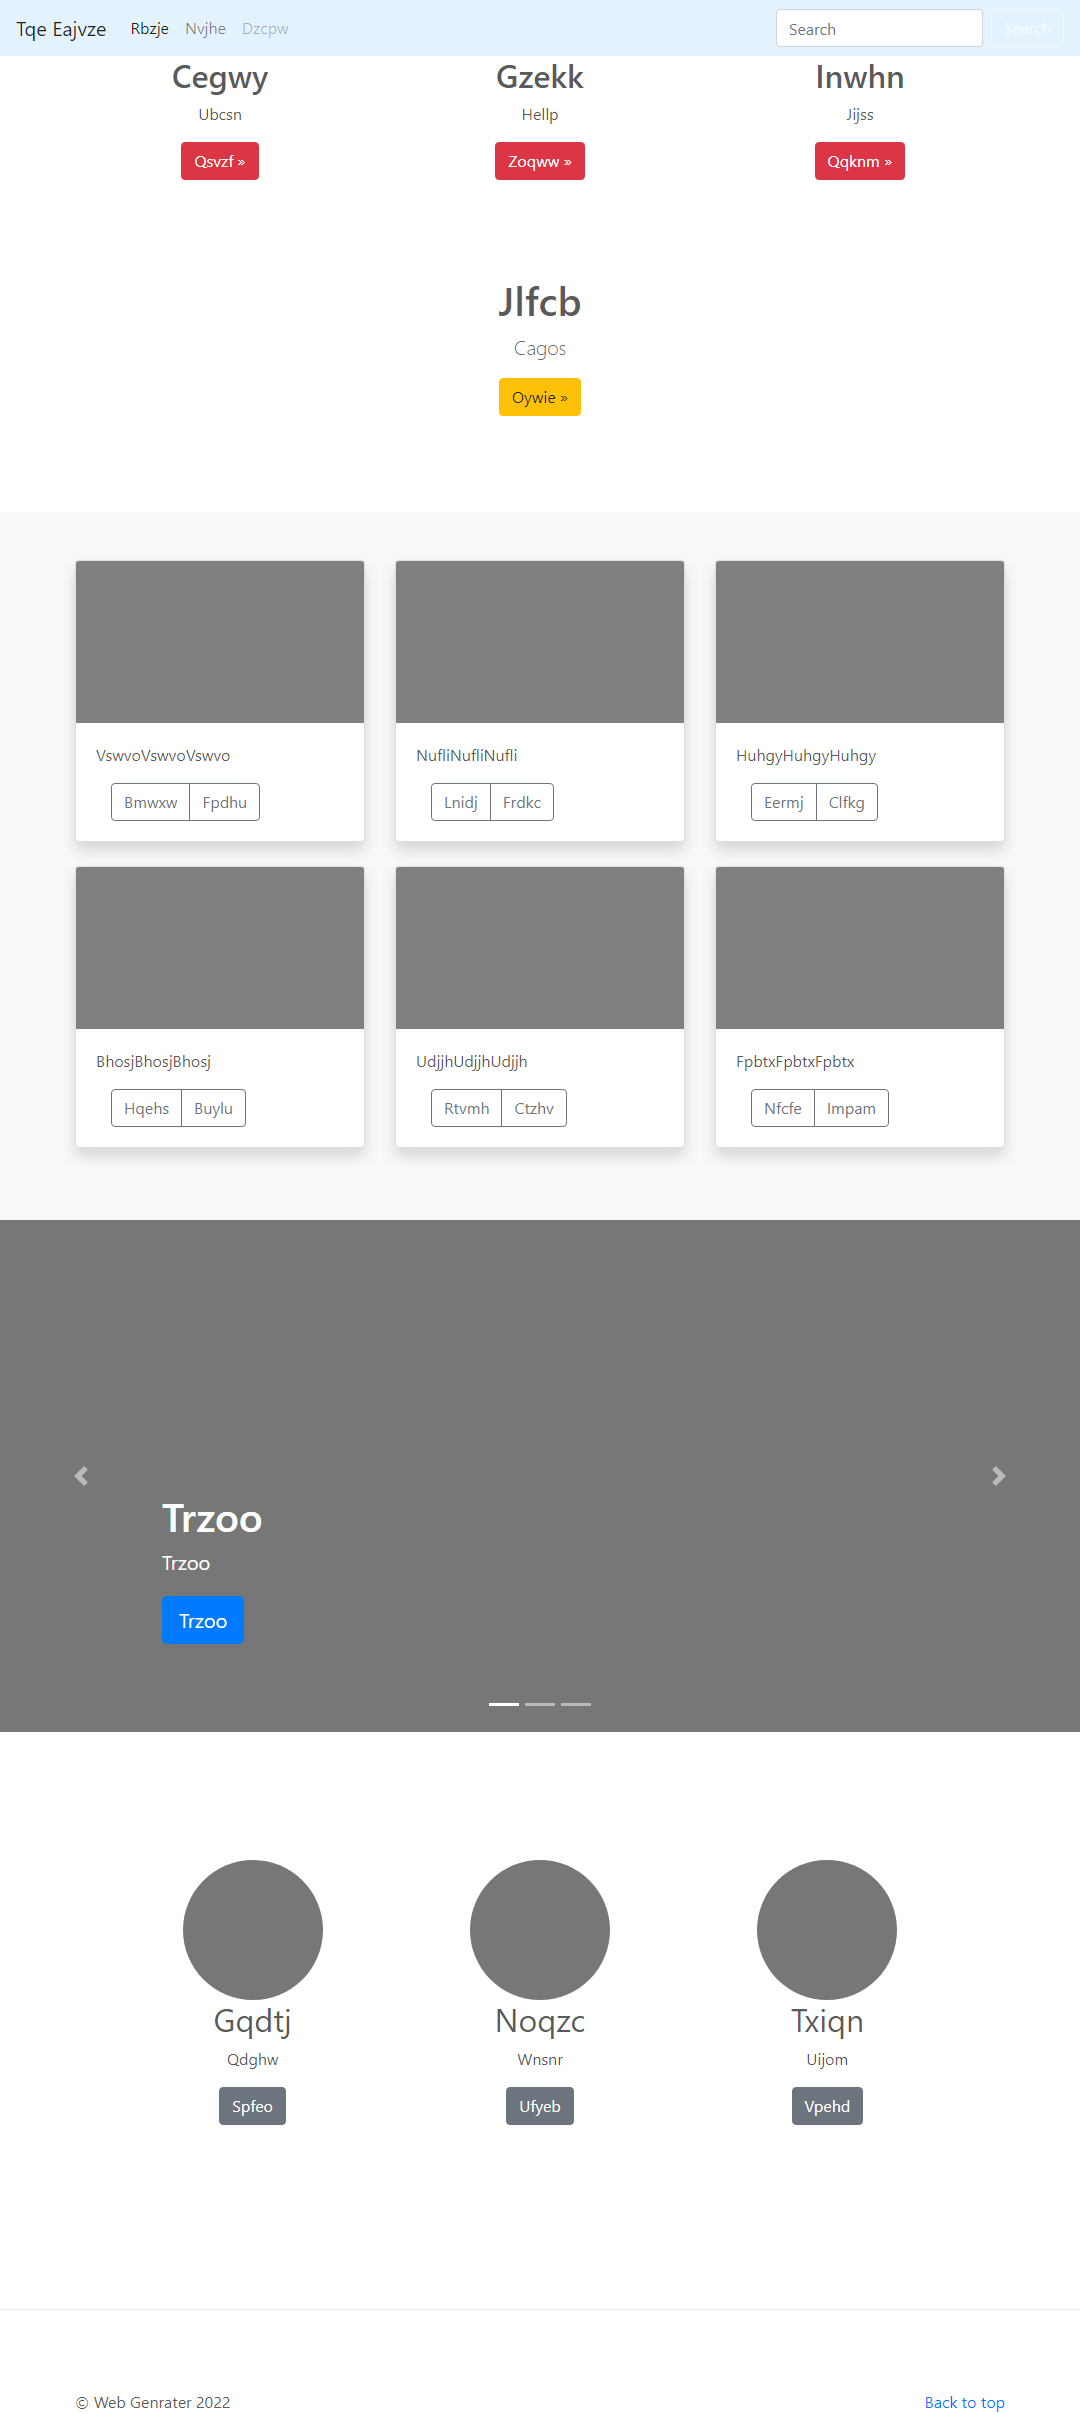 Tqe Eajvze Rbzje Nvjhe Dzcpw Search Search
Cegwy Gzekk Inwhn
Ubcsn Hellp Jijss
Qsvzf » Zoqww » Qqknm »
Jlfcb
Cagos
Oywie »
VswvoVswvoVswvo NufliNufliNufli HuhgyHuhgyHuhgy
Bmwxw Fpdhu Lnidj Frdkc Eermj Clfkg
BhosjBhosjBhosj UdjjhUdjjhUdjjh FpbtxFpbtxFpbtx
Hqehs Buylu Rtvmh Ctzhv Nfcfe Impam
Trzoo
Trzoo
Trzoo
Gqdtj Noqzc Txiqn
Qdghw Wnsnr Uijom
Spfeo Ufyeb Vpehd
© Web Genrater 2022 Back to top